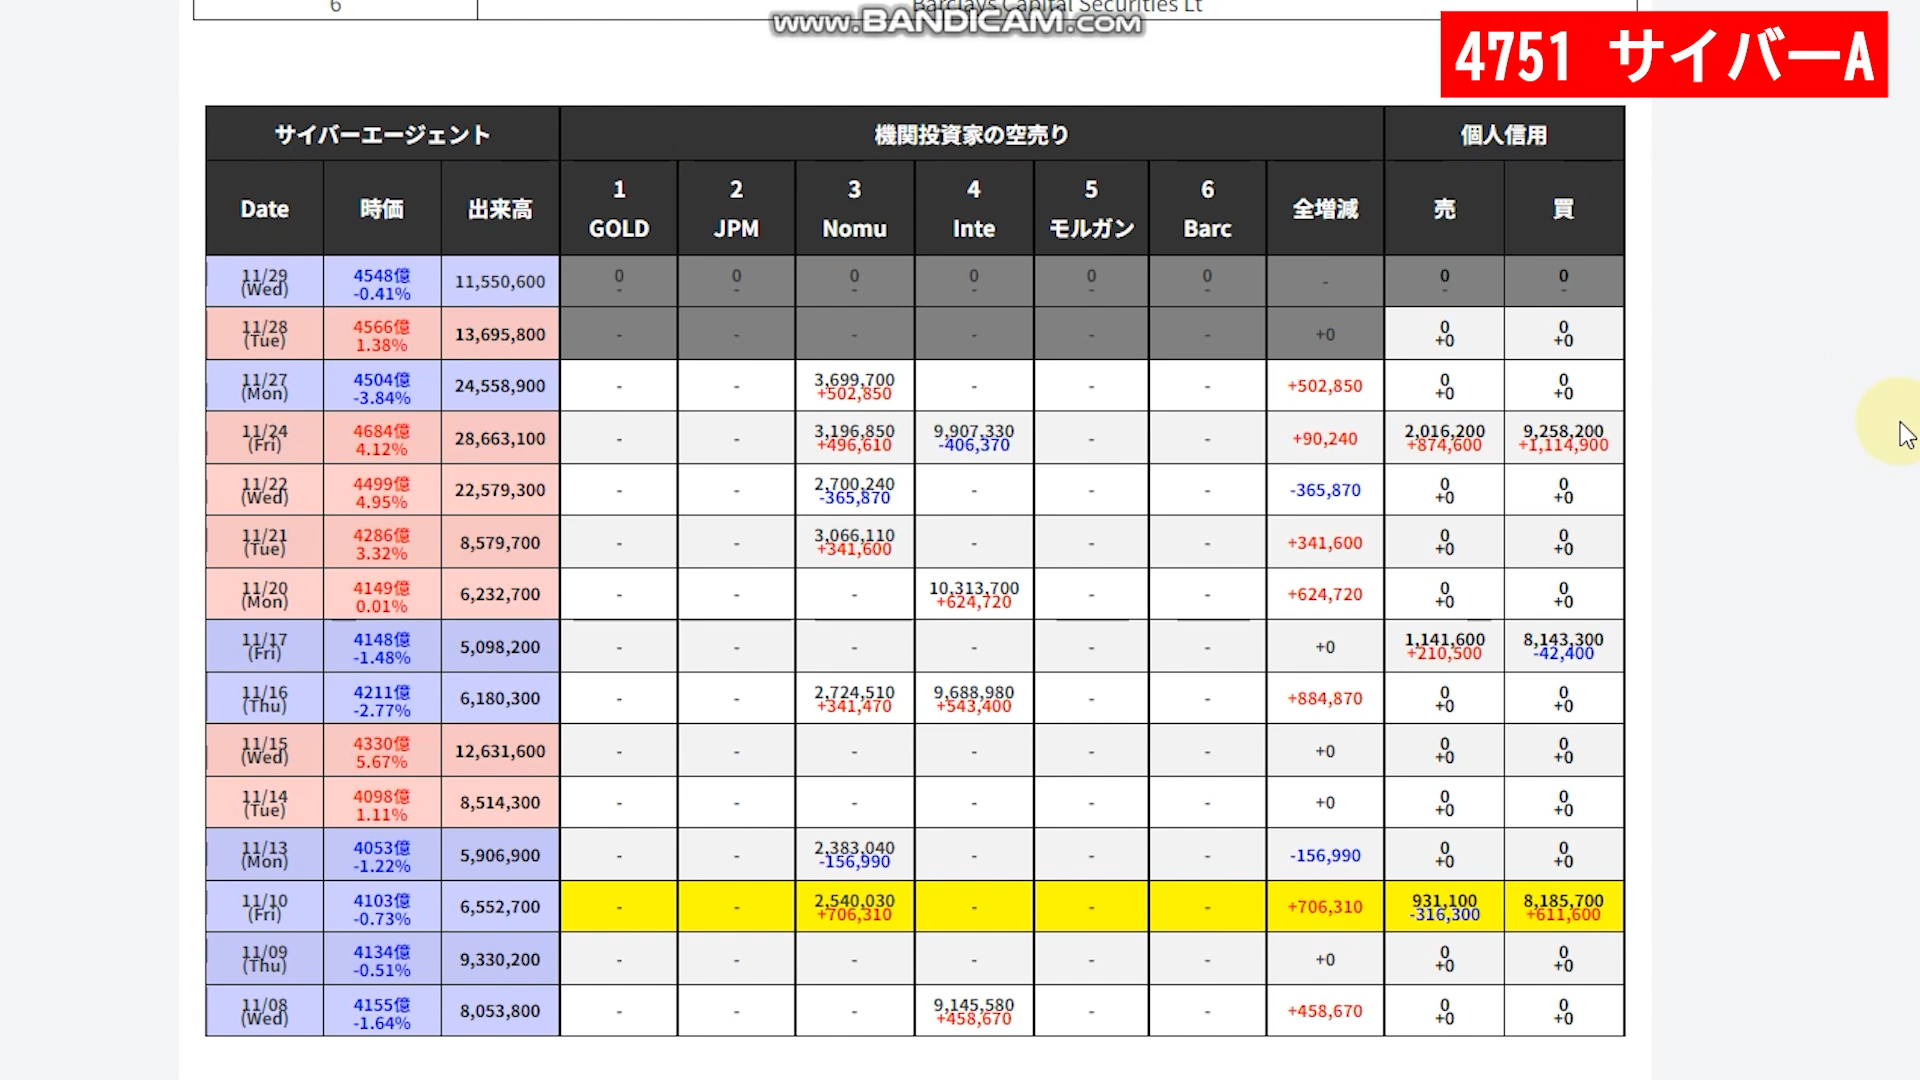 6 Barclays Capital Securities Lt
www.BANDICAM.com
4751 サイバーA
サイバーエージェント 機関投資家の空売り 個人信用
Date 時価 出来高 1 GOLD 2 JPM 3 Nomu 4 Inte 5 モルガン 6 Barc 全増減 売 買
11/29 (Wed) 4548億 -0.41% 11,550,600 0 - 0 - 0 - 0 - 0 - 0 - - 0 - 0 -
11/28 (Tue) 4566億 1.38% 13,695,800 - - - - - - +0 0 +0 0 +0
11/27 (Mon) 4504億 -3.84% 24,558,900 - - 3,699,700 +502,850 - - - +502,850 0 +0 0 +0
11/24 (Fri) 4684億 4.12% 28,663,100 - - 3,196,850 +496,610 9,907,330 -406,370 - - +90,240 2,016,200 +874,600 9,258,200 +1,114,900
11/22 (Wed) 4499億 4.95% 22,579,300 - - 2,700,240 -365,870 - - - -365,870 0 +0 0 +0
11/21 (Tue) 4286億 3.32% 8,579,700 - - 3,066,110 +341,600 - - - +341,600 0 +0 0 +0
11/20 (Mon) 4149億 0.01% 6,232,700 - - - 10,313,700 +624,720 - - +624,720 0 +0 0 +0
11/17 (Fri) 4148億 -1.48% 5,098,200 - - - - - - +0 1,141,600 +210,500 8,143,300 -42,400
11/16 (Thu) 4211億 -2.77% 6,180,300 - - 2,724,510 +341,470 9,688,980 +543,400 - - +884,870 0 +0 0 +0
11/15 (Wed) 4330億 5.67% 12,631,600 - - - - - - +0 0 +0 0 +0
11/14 (Tue) 4098億 1.11% 8,514,300 - - - - - - +0 0 +0 0 +0
11/13 (Mon) 4053億 -1.22% 5,906,900 - - 2,383,040 -156,990 - - - -156,990 0 +0 0 +0
11/10 (Fri) 4103億 -0.73% 6,552,700 - - 2,540,030 +706,310 - - - +706,310 931,100 -316,300 8,185,700 +611,600
11/09 (Thu) 4134億 -0.51% 9,330,200 - - - - - - +0 0 +0 0 +0
11/08 (Wed) 4155億 -1.64% 8,053,800 - - - 9,145,580 +458,670 - - +458,670 0 +0 0 +0